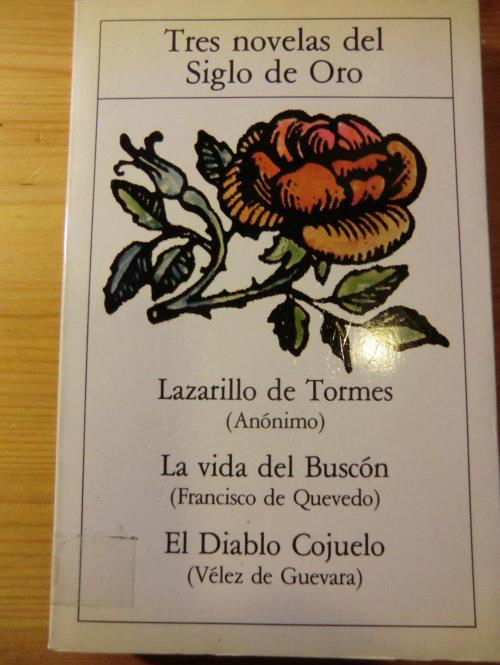 Tres novelas del
Siglo de Oro
Lazarillo de Tormes
(Anónimo)
La vida del Buscón
(Francisco de Quevedo)
El Diablo Cojuelo
(Vélez de Guevara)